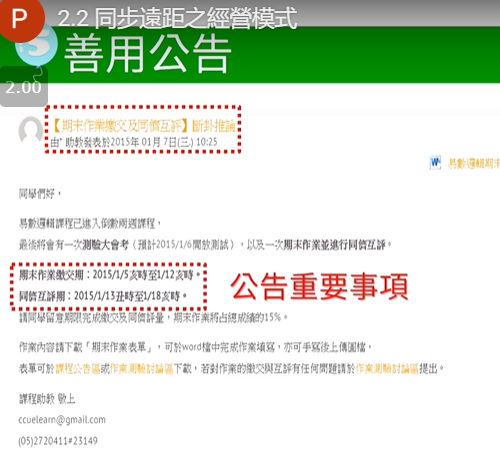 P
2.2 同步遠距之經營模式
善用公告
2.00
【期末作業繳交及同儕互評】斷卦推論
由" 助教發表於2015年 01月 7日(三) 10:25
易數邏輯期末
同學們好，
易數邏輯課程已進入倒數兩週課程，
最後將會有一次測驗大會考（預計2015/1/6開放測試），以及一次期末作業並進行同儕互評。
期末作業繳交期：2015/1/5亥時至1/12亥時。
同儕互評期：2015/1/13丑時至1/18亥時。
公告重要事項
請同學留意期限完成繳交及同儕評量，期末作業將占總成績的15%。
作業內容請下載「期末作業表單」，可於word檔中完成作業填寫，亦可手寫後上傳圖檔，
表單可於課程公告區或作業測驗討論區下載，若對作業的繳交與互評有任何問題請於作業測驗討論區提出。
課程助教 敬上
ccuelearn@gmail.com
(05)2720411#23149